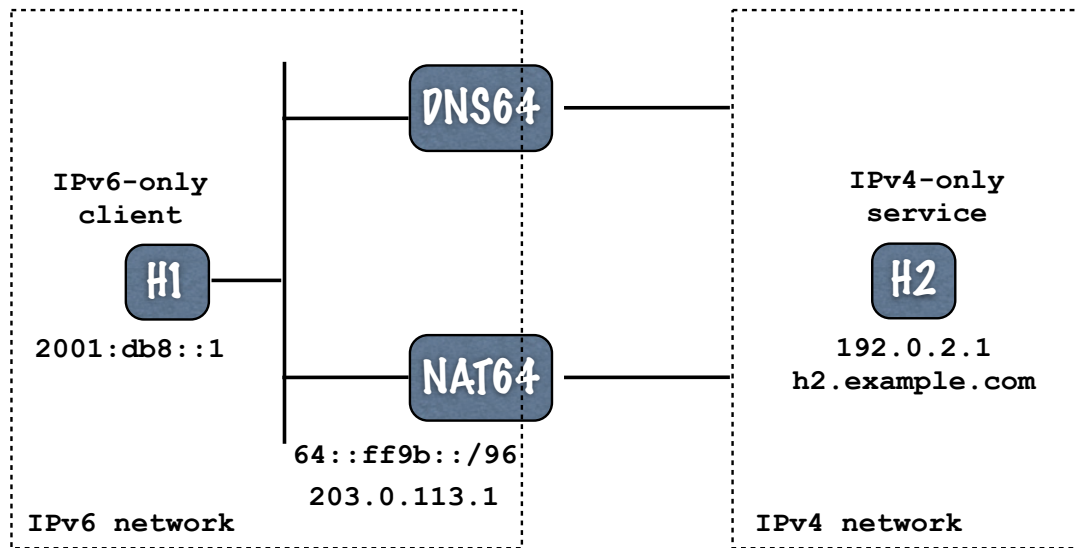 DNS64
IPv6-only
client
H1
2001:db8::1
NAT64
64::ff9b::/96
203.0.113.1
IPv6 network
IPv4-only
service
H2
192.0.2.1
h2.example.com
IPv4 network